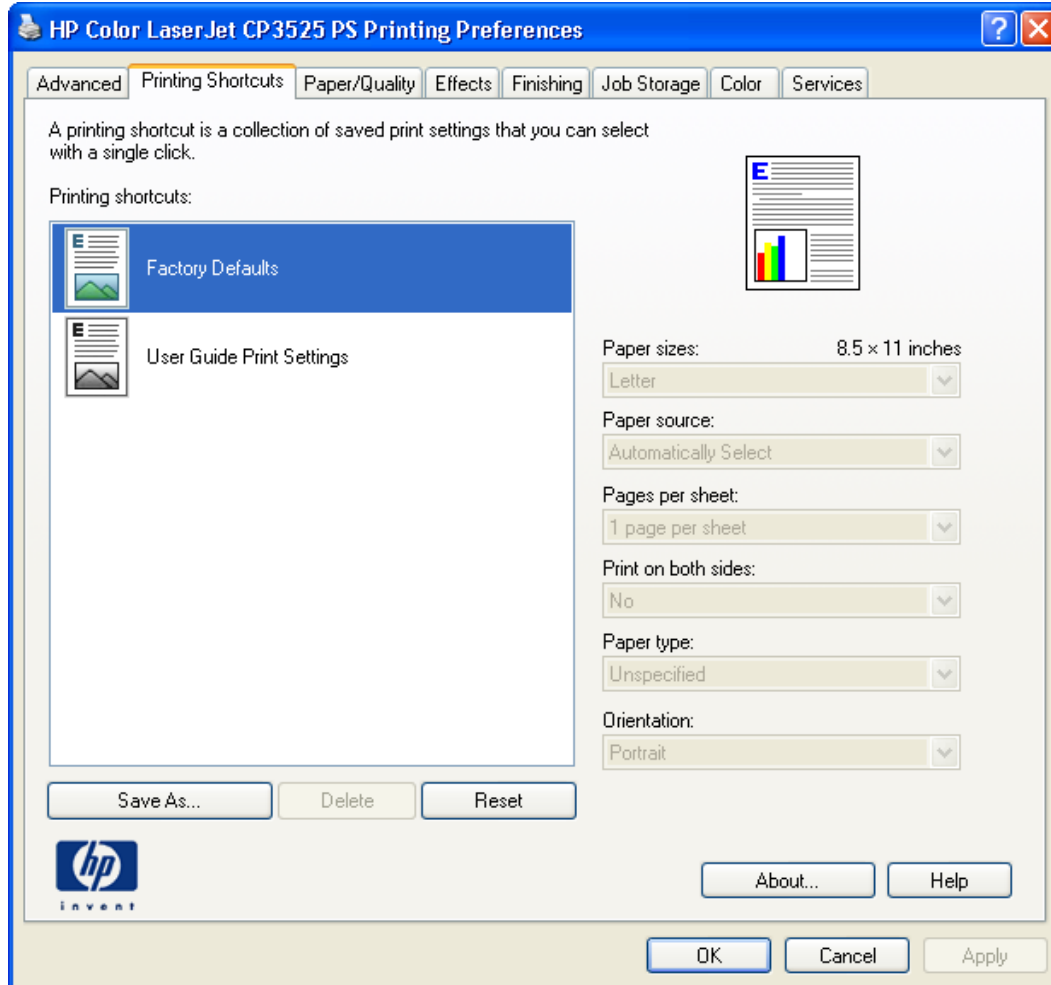 HP Color LaserJet CP3525 PS Printing Preferences
Advanced Printing Shortcuts Paper/Quality Effects Finishing Job Storage Color Services
A printing shortcut is a collection of saved print settings that you can select
with a single click.
Printing shortcuts:
E
Factory Defaults
E
User Guide Print Settings
E
Paper sizes: 8.5 × 11 inches
Letter
Paper source:
Automatically Select
Pages per sheet:
1 page per sheet
Print on both sides:
No
Paper type:
Unspecified
Orientation:
Portrait
Save As... Delete Reset
hp
invent
About... Help
OK Cancel Apply